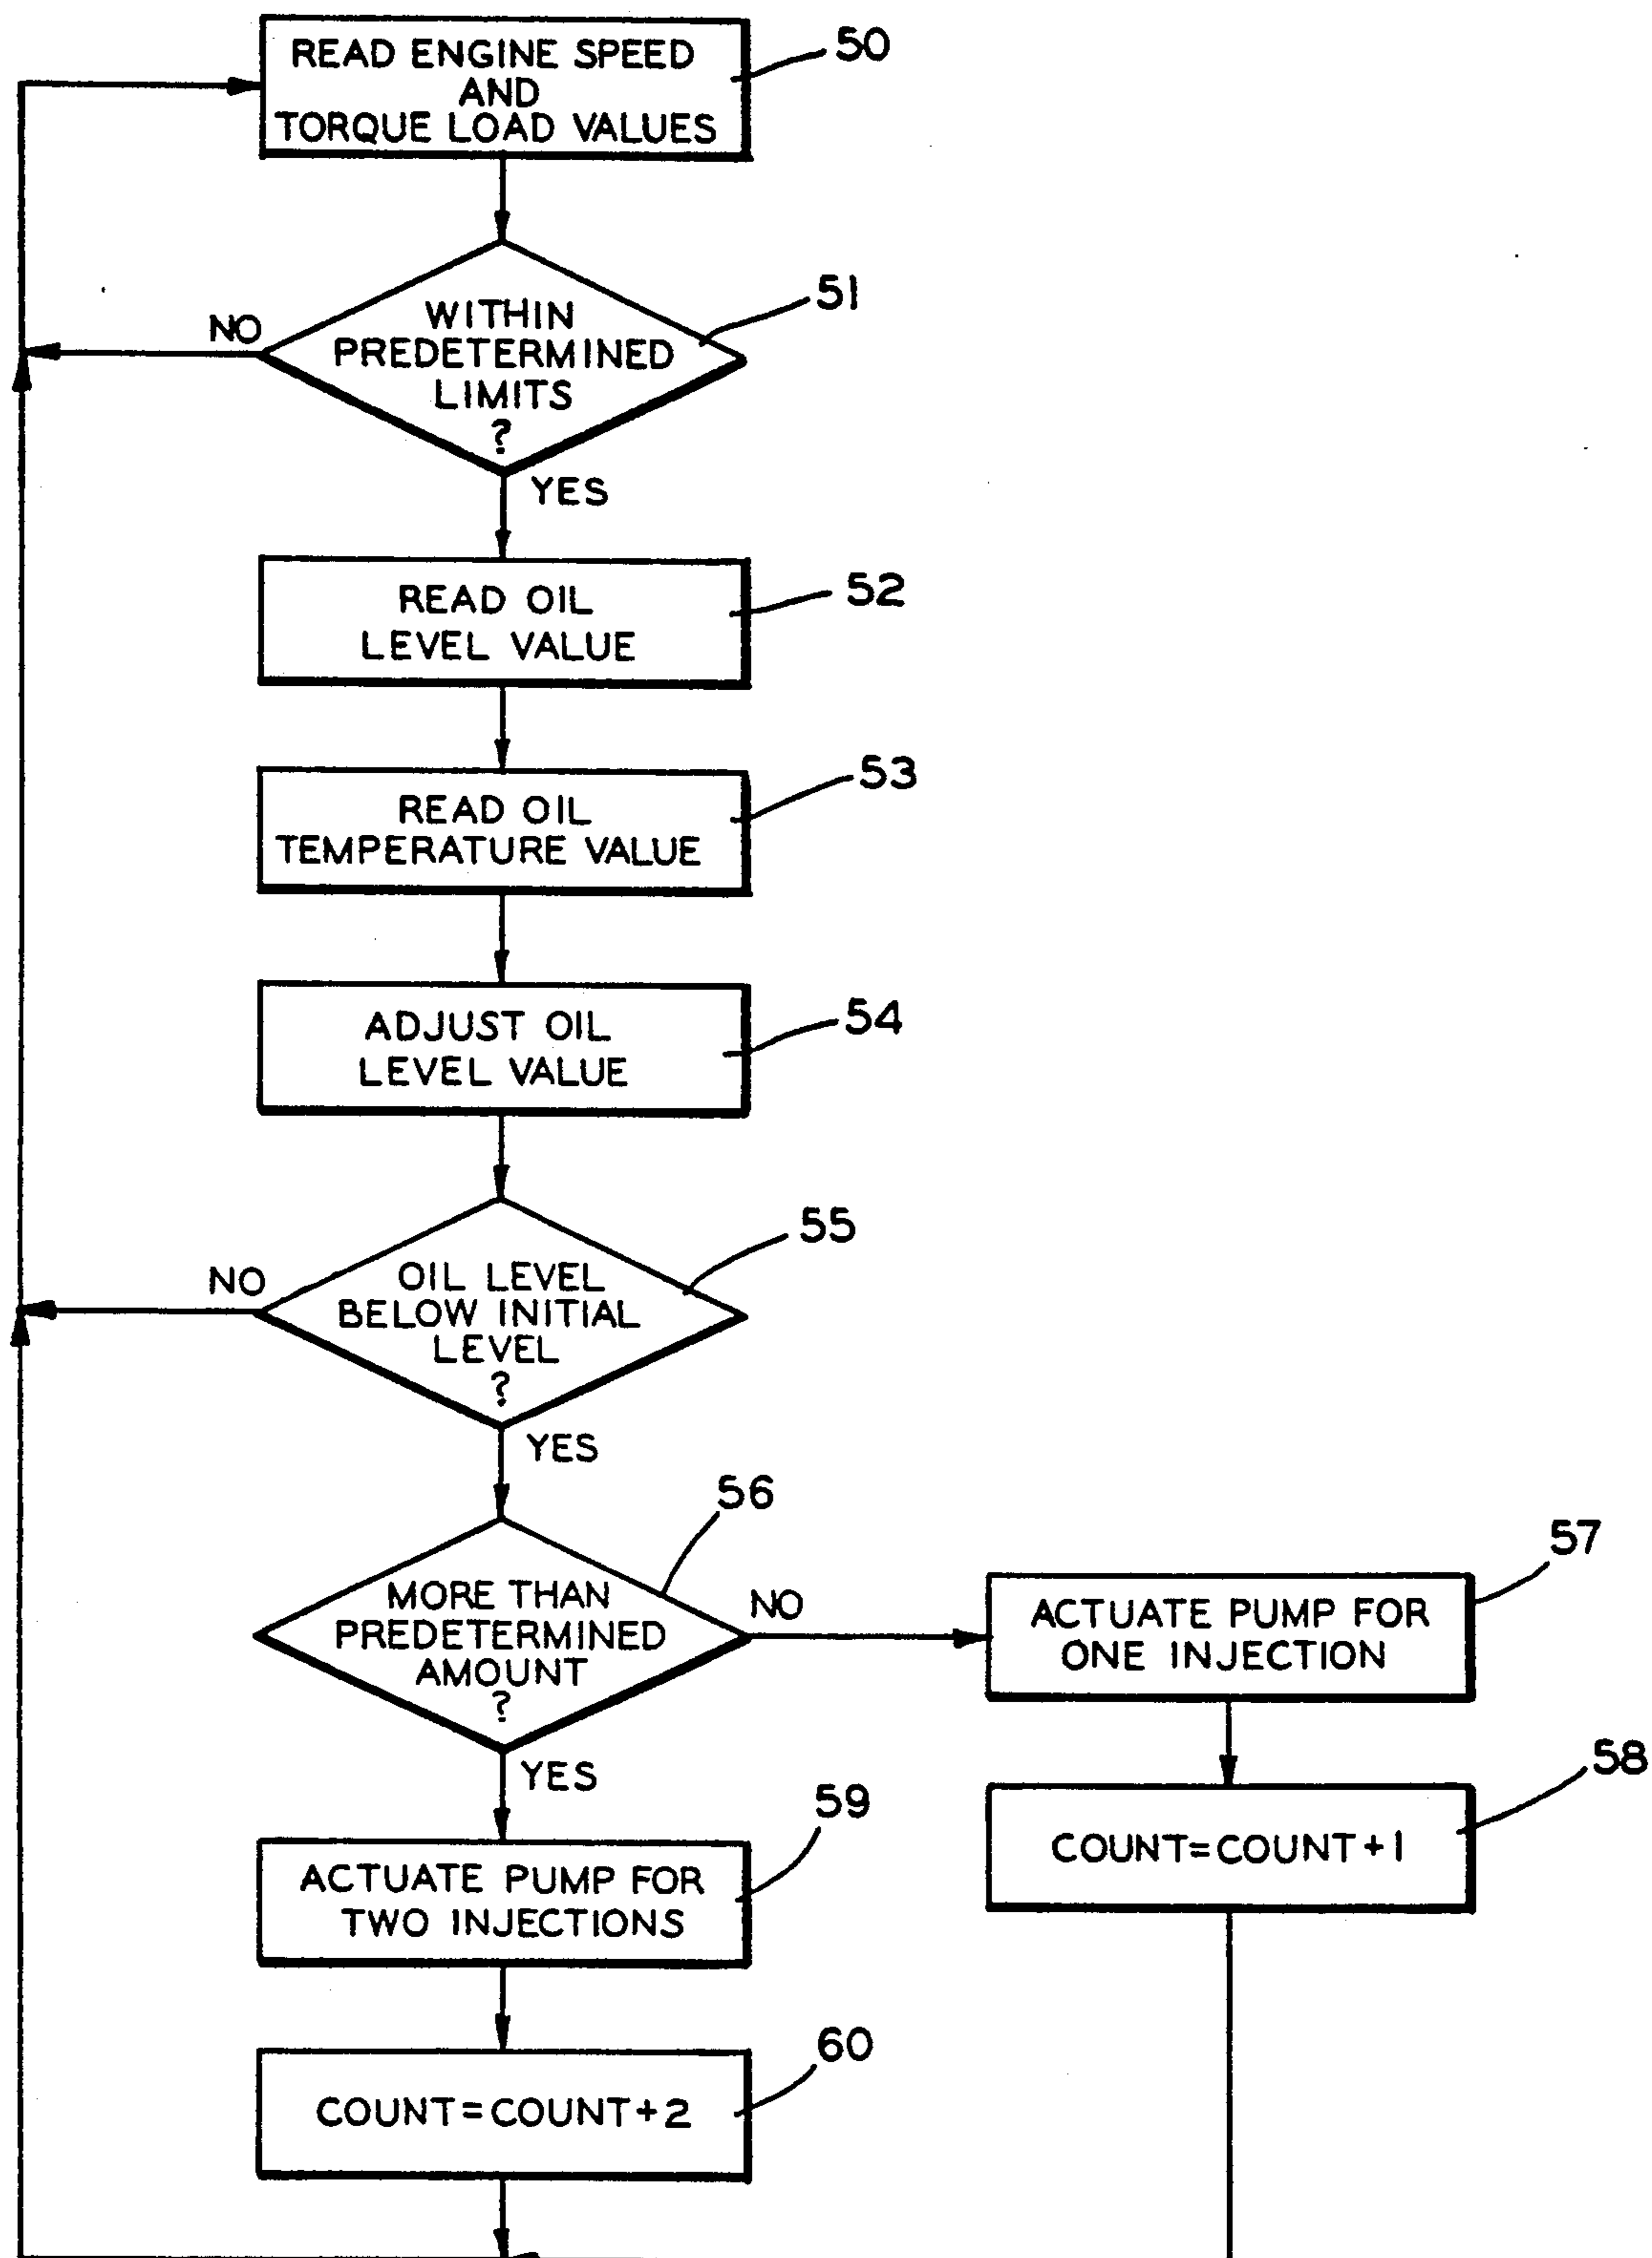 READ ENGINE SPEED
AND
TORQUE LOAD VALUES
50
WITHIN
PREDETERMINED
LIMITS
?
51
NO
YES
READ OIL
LEVEL VALUE
52
READ OIL
TEMPERATURE VALUE
53
ADJUST OIL
LEVEL VALUE
54
OIL LEVEL
BELOW INITIAL
LEVEL
?
55
NO
YES
MORE THAN
PREDETERMINED
AMOUNT
?
56
NO
YES
ACTUATE PUMP FOR
ONE INJECTION
57
COUNT=COUNT+1
58
ACTUATE PUMP FOR
TWO INJECTIONS
59
COUNT=COUNT+2
60